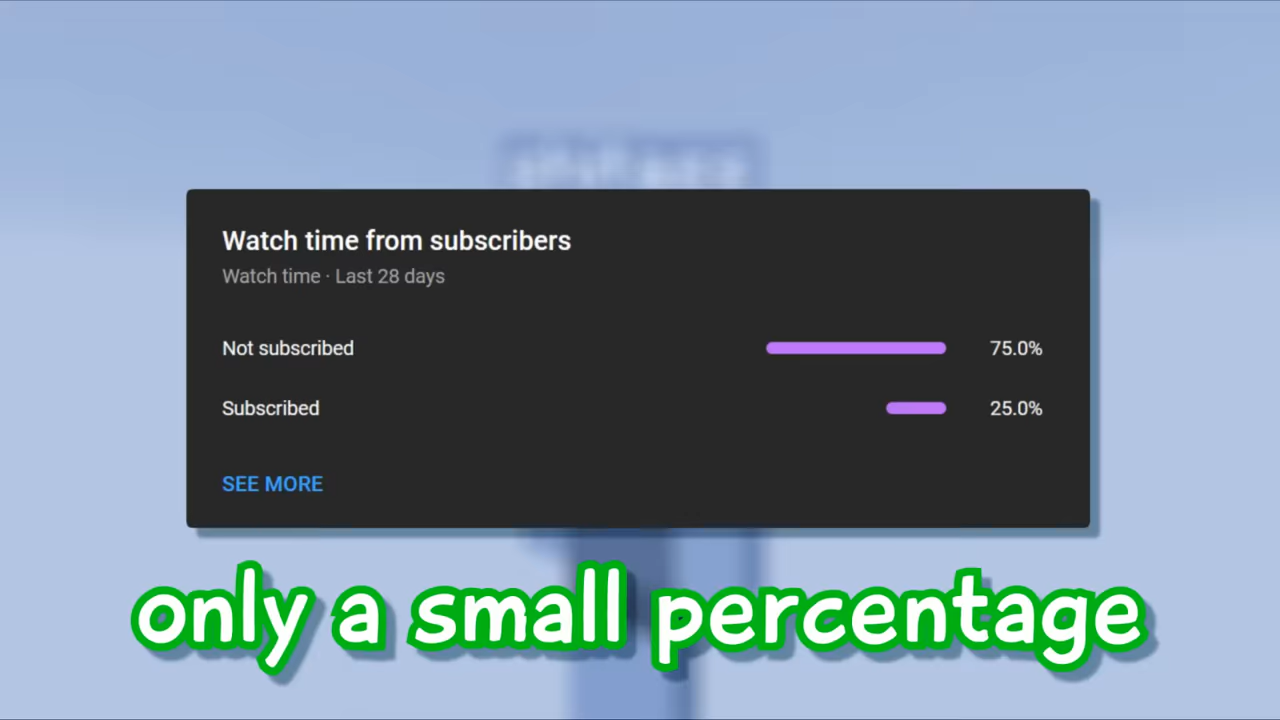 Watch time from subscribers
Watch time · Last 28 days
Not subscribed 75.0%
Subscribed 25.0%
SEE MORE
only a small percentage